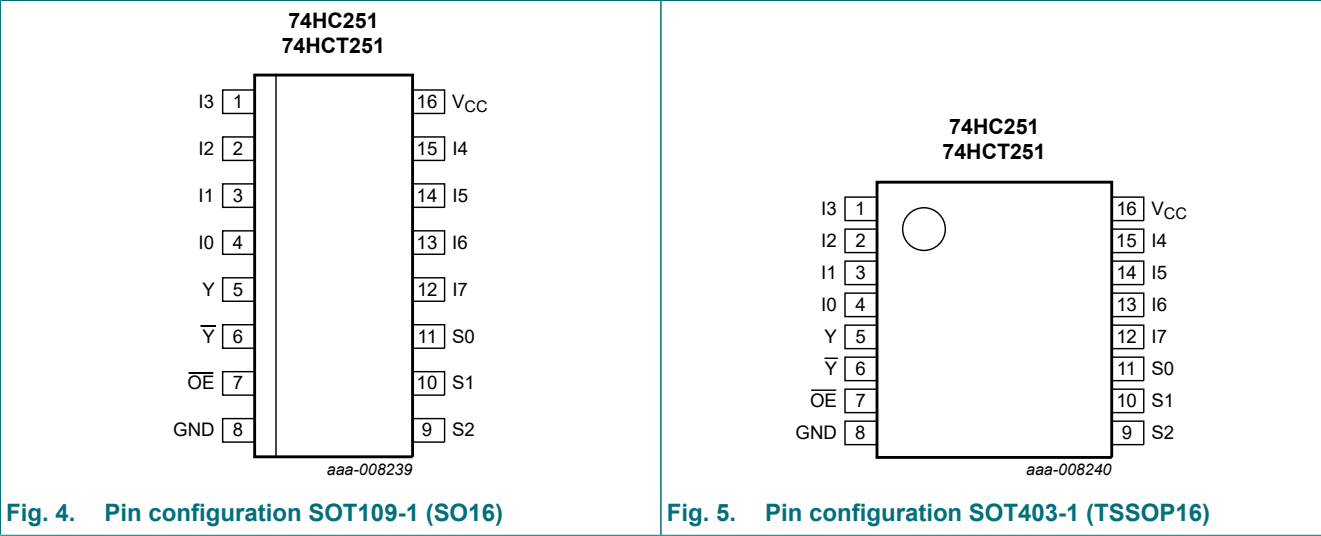 74HC251
74HCT251
I3 1 16 VCC
I2 2 15 I4
I1 3 14 I5
I0 4 13 I6
Y 5 12 I7
Y̅ 6 11 S0
O̅E̅ 7 10 S1
GND 8 9 S2
aaa-008239
Fig. 4. Pin configuration SOT109-1 (SO16)
74HC251
74HCT251
I3 1 16 VCC
I2 2 15 I4
I1 3 14 I5
I0 4 13 I6
Y 5 12 I7
Y̅ 6 11 S0
O̅E̅ 7 10 S1
GND 8 9 S2
aaa-008240
Fig. 5. Pin configuration SOT403-1 (TSSOP16)